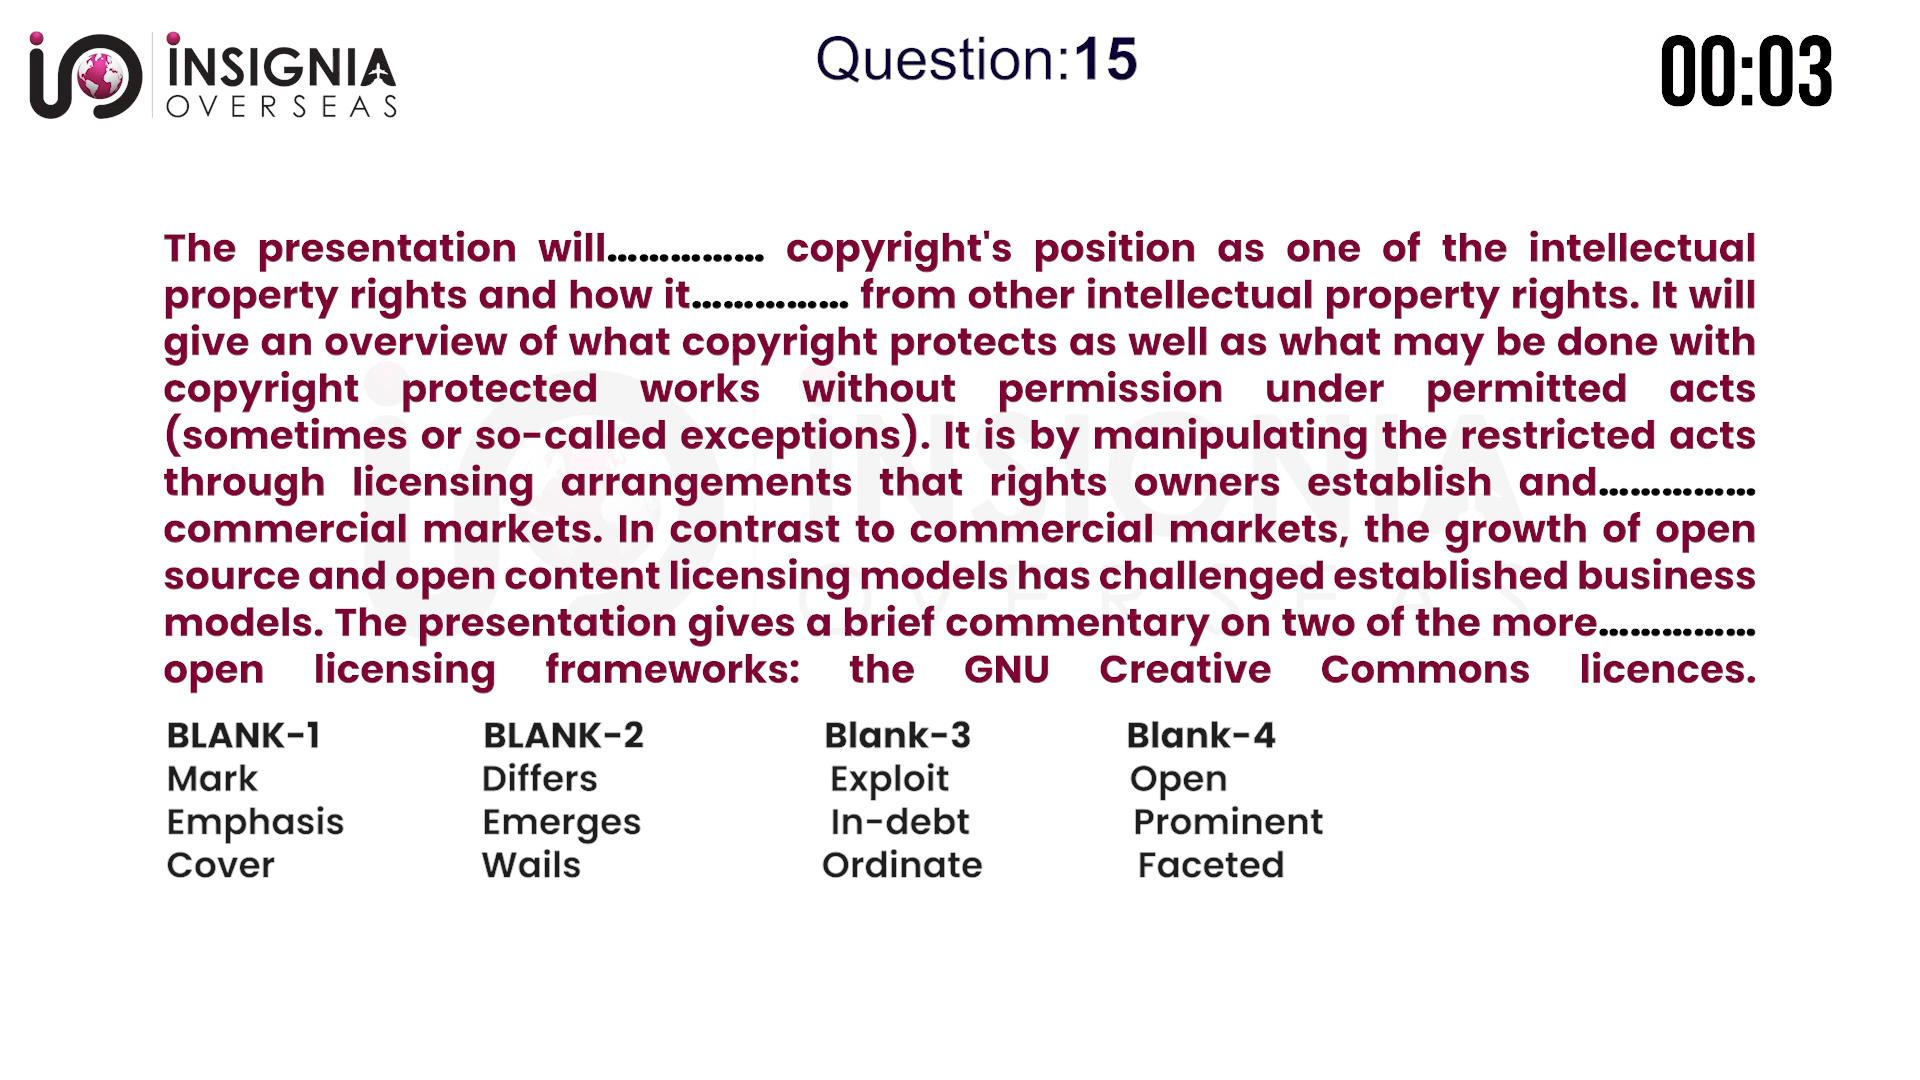 iNSIGNIA
OVERSEAS
Question:15
00:03
The presentation will............... copyright's position as one of the intellectual
property rights and how it............... from other intellectual property rights. It will
give an overview of what copyright protects as well as what may be done with
copyright protected works without permission under permitted acts
(sometimes or so-called exceptions). It is by manipulating the restricted acts
through licensing arrangements that rights owners establish and...............
commercial markets. In contrast to commercial markets, the growth of open
source and open content licensing models has challenged established business
models. The presentation gives a brief commentary on two of the more...............
open licensing frameworks: the GNU Creative Commons licences.
BLANK-1 BLANK-2 Blank-3 Blank-4
Mark Differs Exploit Open
Emphasis Emerges In-debt Prominent
Cover Wails Ordinate Faceted